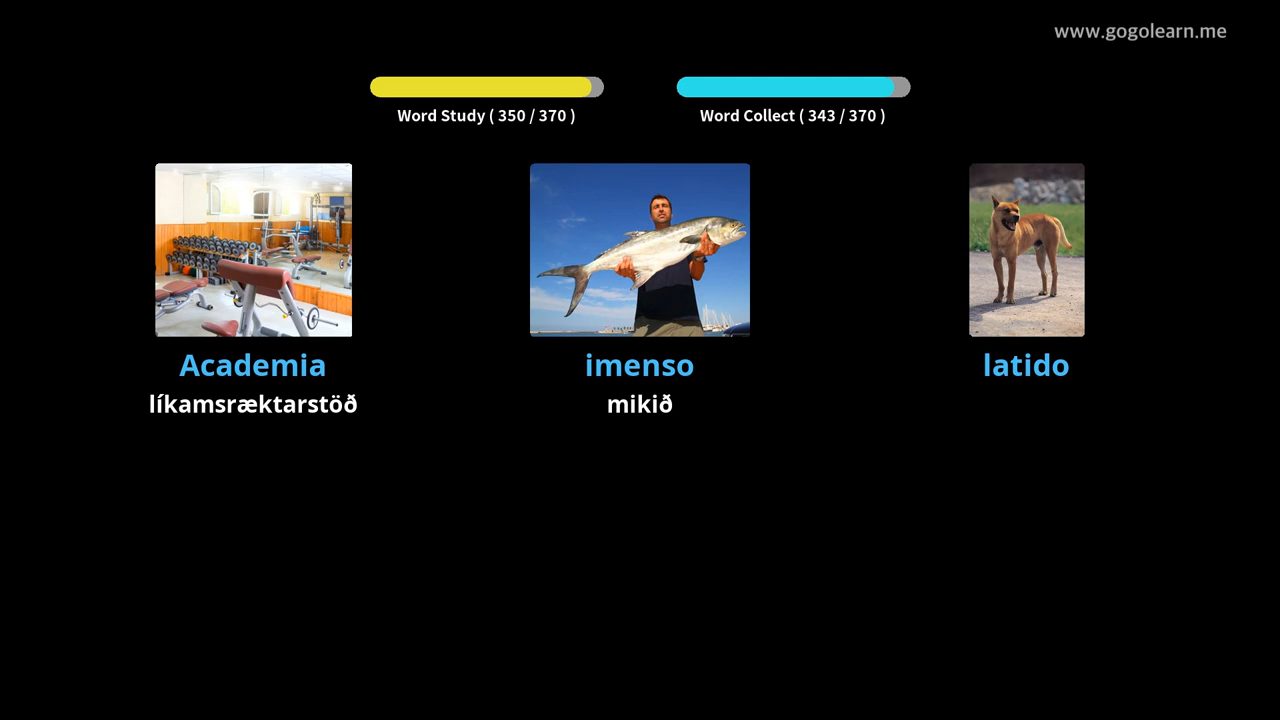 www.gogolearn.me
Word Study ( 350 / 370 )
Word Collect ( 343 / 370 )
Academia
imenso
latido
líkamsræktarstöð
mikið